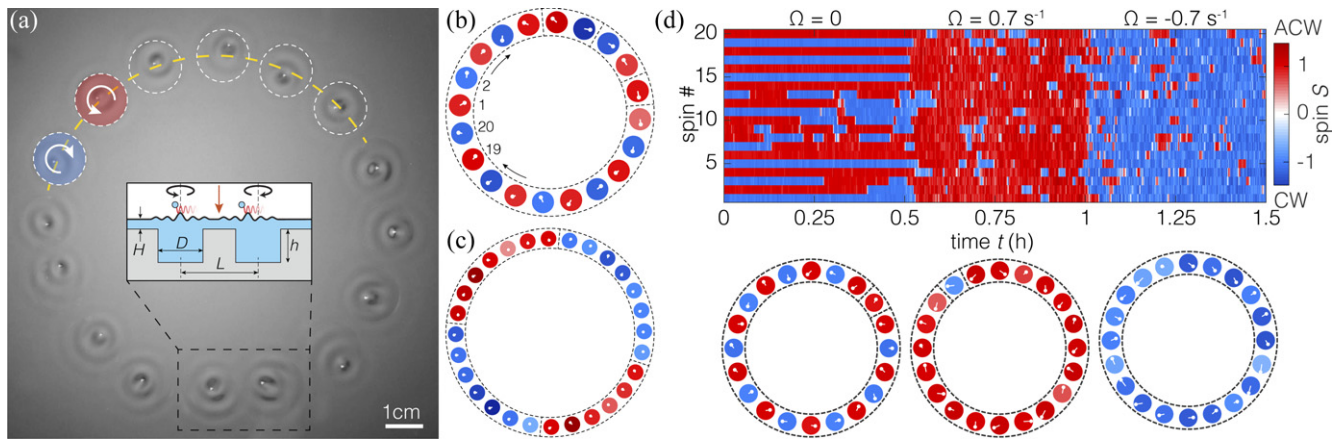 (a)
H
D
h
L
1cm
(b)
2
1
20
19
(c)
(d)
Ω = 0
Ω = 0.7 s⁻¹
Ω = -0.7 s⁻¹
ACW
20
15
10
5
spin #
0
0.25
0.5
0.75
1
1.25
1.5
time t (h)
1
0
-1
spin S
CW